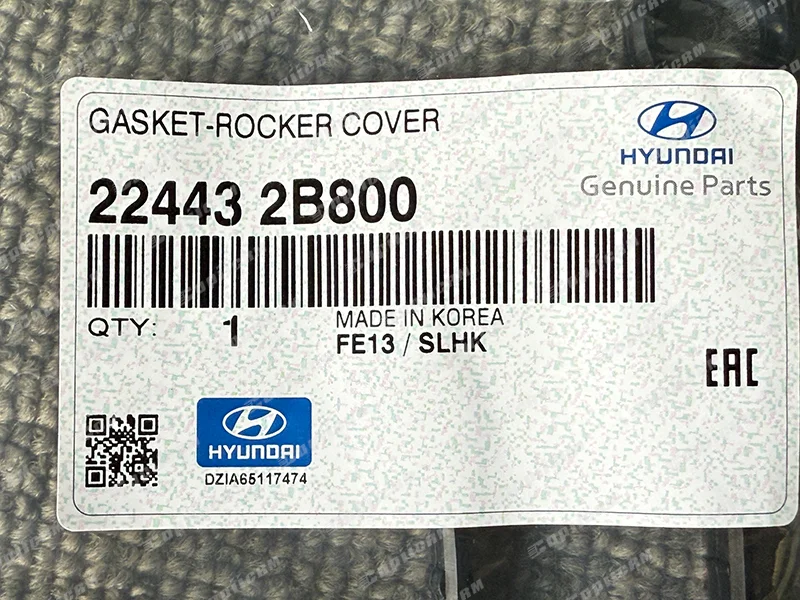 GASKET-ROCKER COVER
HYUNDAI
Genuine Parts
22443 2B800
QTY: 1
MADE IN KOREA
FE13 / SLHK
EAC
HYUNDAI
DZIA65117474